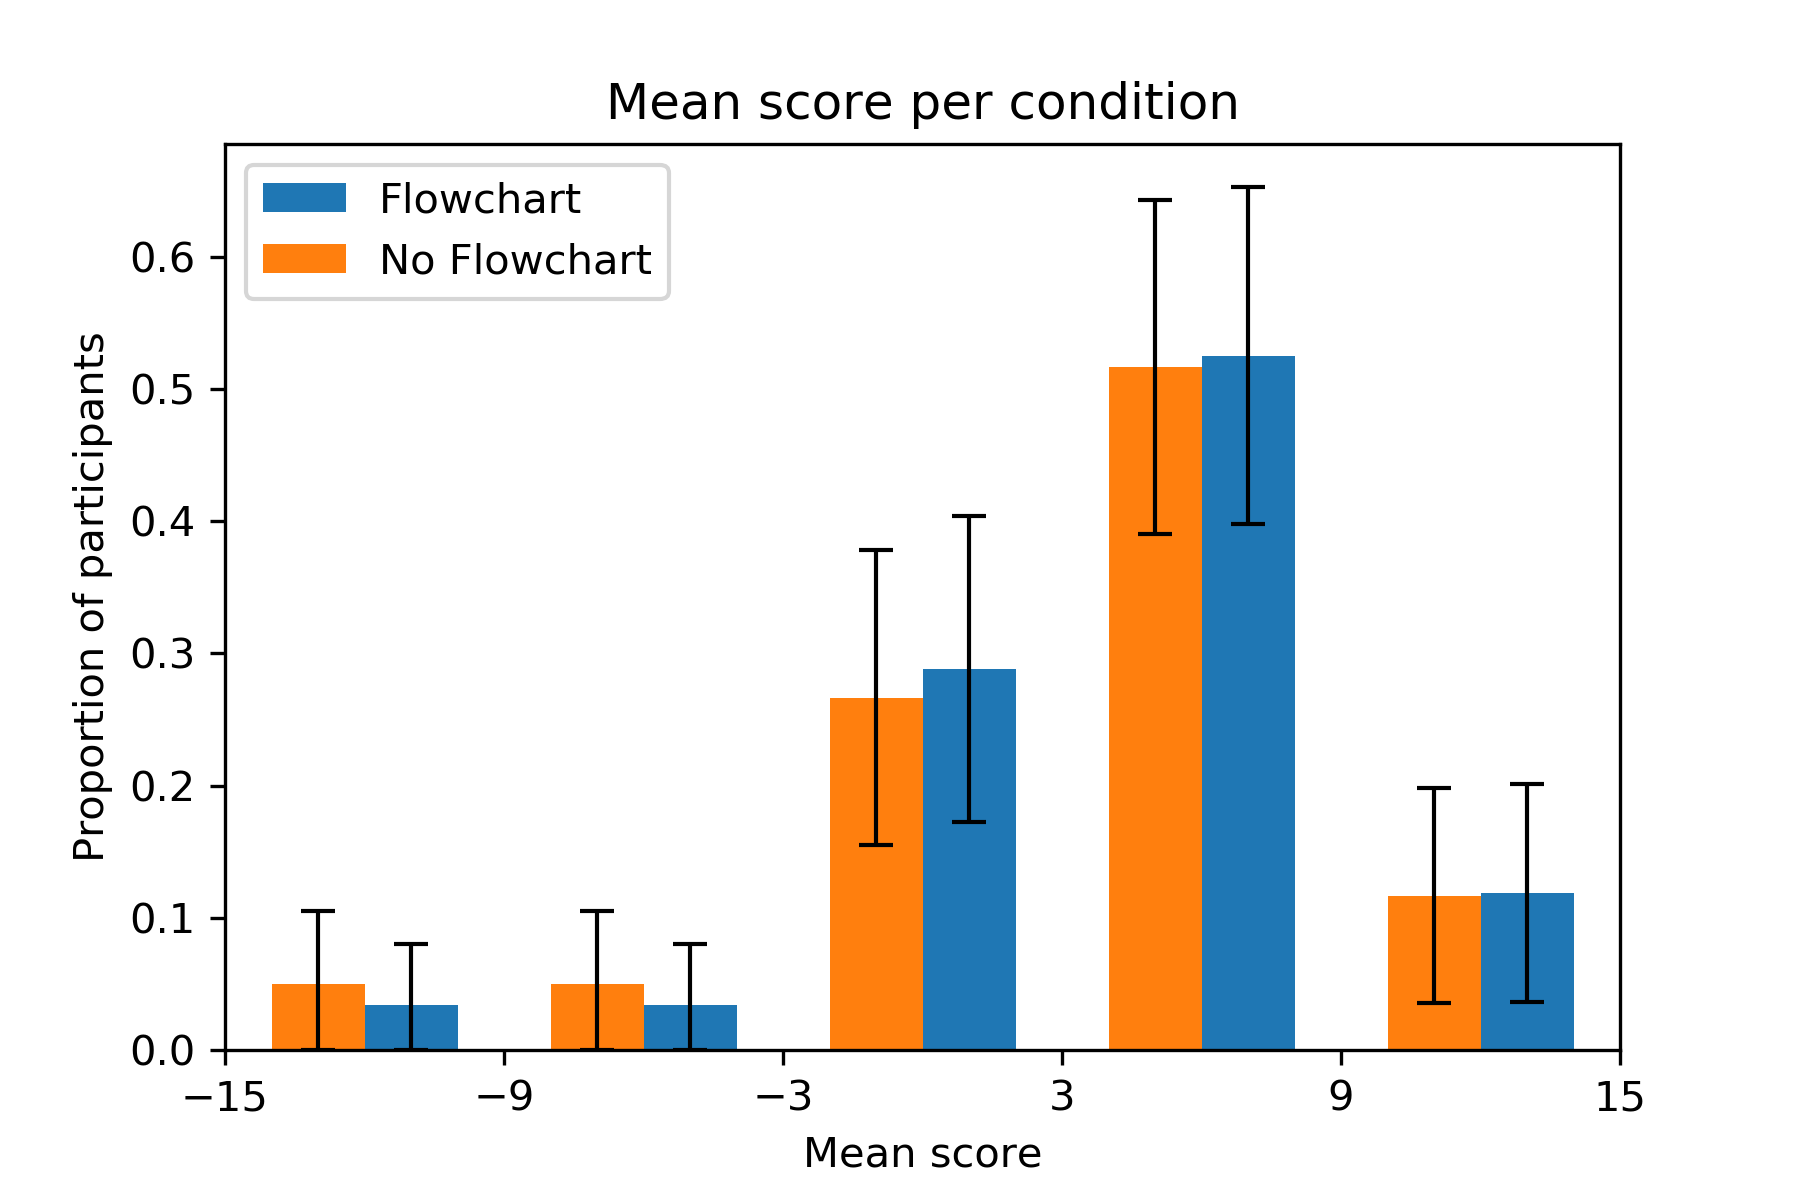 Mean score per condition
Flowchart
No Flowchart
Proportion of participants
0.6
0.5
0.4
0.3
0.2
0.1
0.0
−15 −9 −3 3 9 15
Mean score